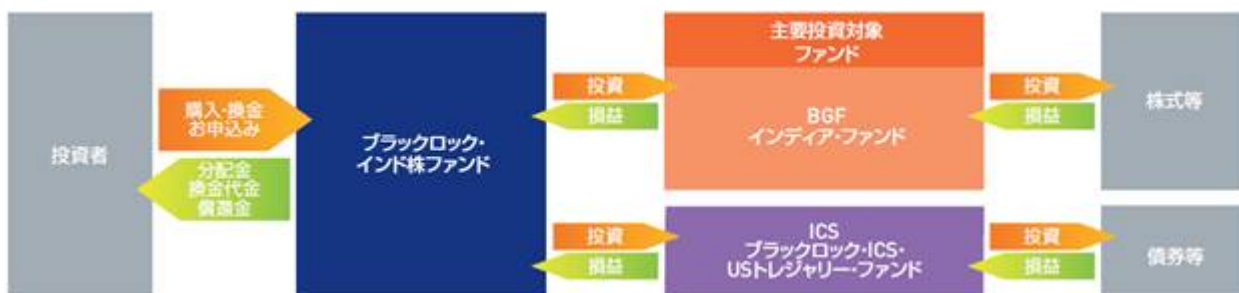 投資者
購入・換金
お申込み
分配金
換金代金
償還金
ブラックロック・
インド株ファンド
投資
損益
主要投資対象
ファンド
BGF
インディア・ファンド
投資
損益
株式等
投資
損益
ICS
ブラックロック・ICS・
USトレジャリー・ファンド
投資
損益
債券等